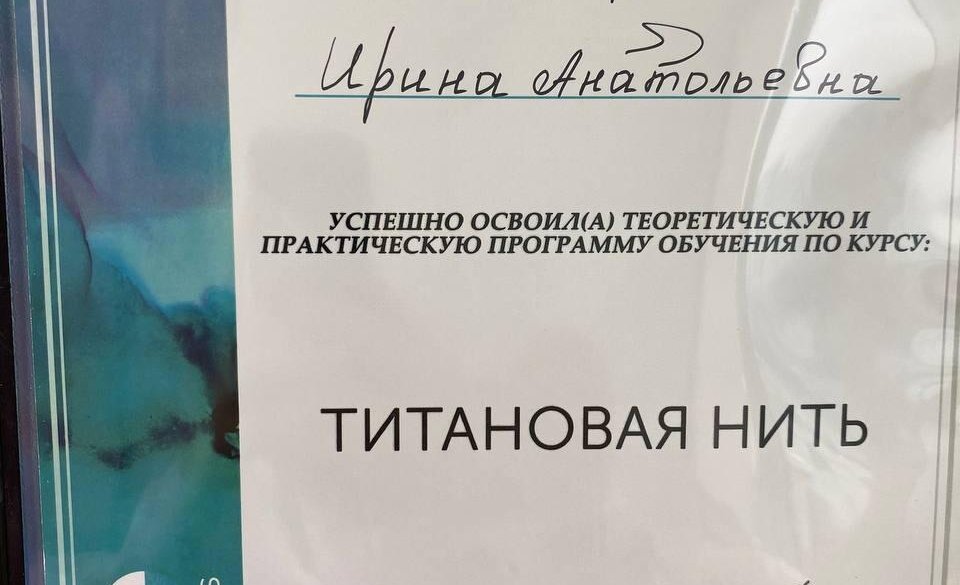 Ирина Анатольевна
УСПЕШНО ОСВОИЛ(А) ТЕОРЕТИЧЕСКУЮ И
ПРАКТИЧЕСКУЮ ПРОГРАММУ ОБУЧЕНИЯ ПО КУРСУ:
ТИТАНОВАЯ НИТЬ